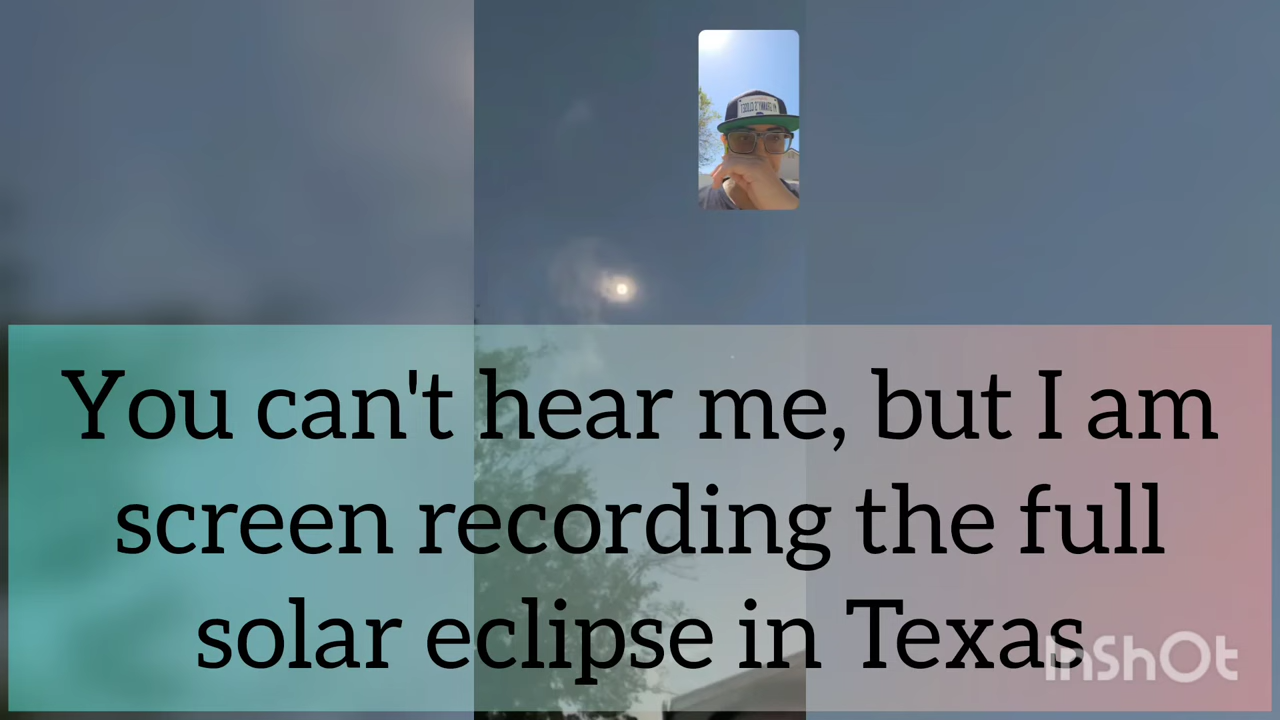 You can't hear me, but I am
screen recording the full
solar eclipse in Texas
InShOt